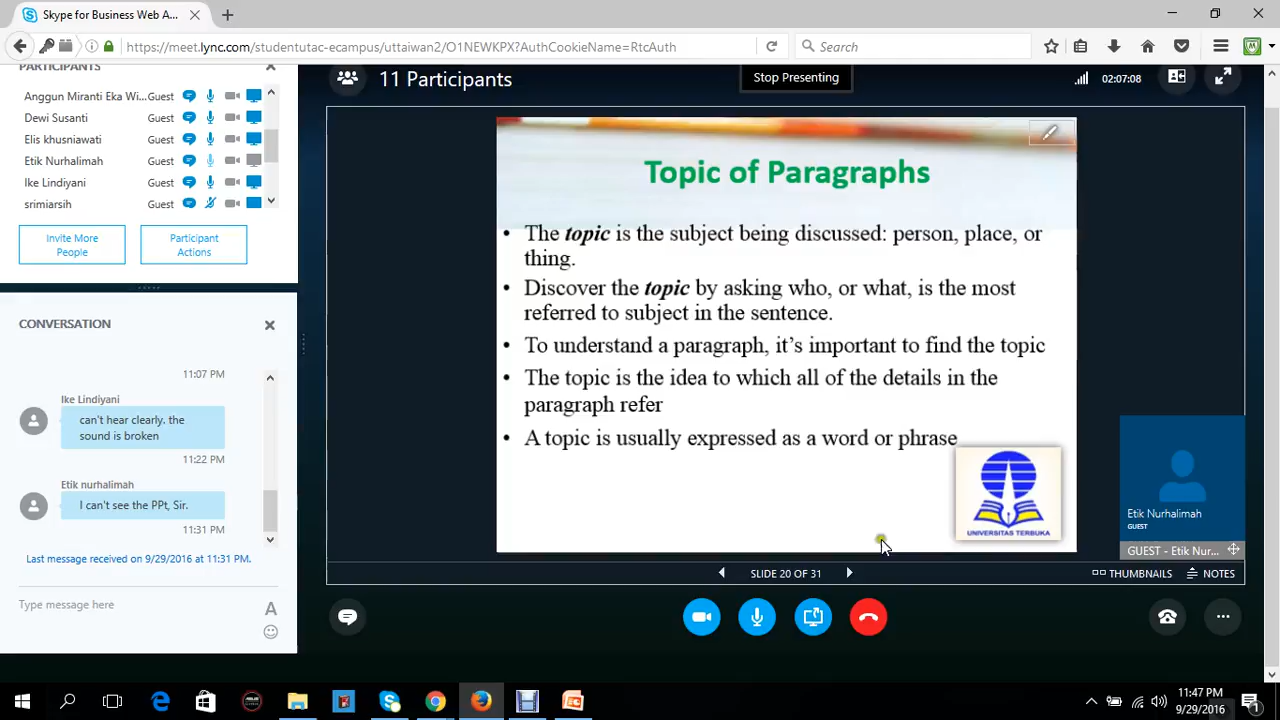 Skype for Business Web A...
https://meet.lync.com/studentutac-ecampus/uttaiwan2/O1NEWKPX?AuthCookieName=RtcAuth
Search
PARTICIPANTS
Anggun Miranti Eka Wi... Guest
Dewi Susanti Guest
Elis khusniawati Guest
Etik Nurhalimah Guest
Ike Lindiyani Guest
srimiarsih Guest
Invite More
People
Participant
Actions
CONVERSATION
11:07 PM
Ike Lindiyani
can't hear clearly. the
sound is broken
11:22 PM
Etik nurhalimah
I can't see the PPt, Sir.
11:31 PM
Last message received on 9/29/2016 at 11:31 PM.
Type message here
A
11 Participants
Stop Presenting
02:07:08
Topic of Paragraphs
• The topic is the subject being discussed: person, place, or
thing.
• Discover the topic by asking who, or what, is the most
referred to subject in the sentence.
• To understand a paragraph, it's important to find the topic
• The topic is the idea to which all of the details in the
paragraph refer
• A topic is usually expressed as a word or phrase
UNIVERSITAS TERBUKA
Etik Nurhalimah
GUEST
GUEST - Etik Nur...
SLIDE 20 OF 31
THUMBNAILS
NOTES
11:47 PM
9/29/2016